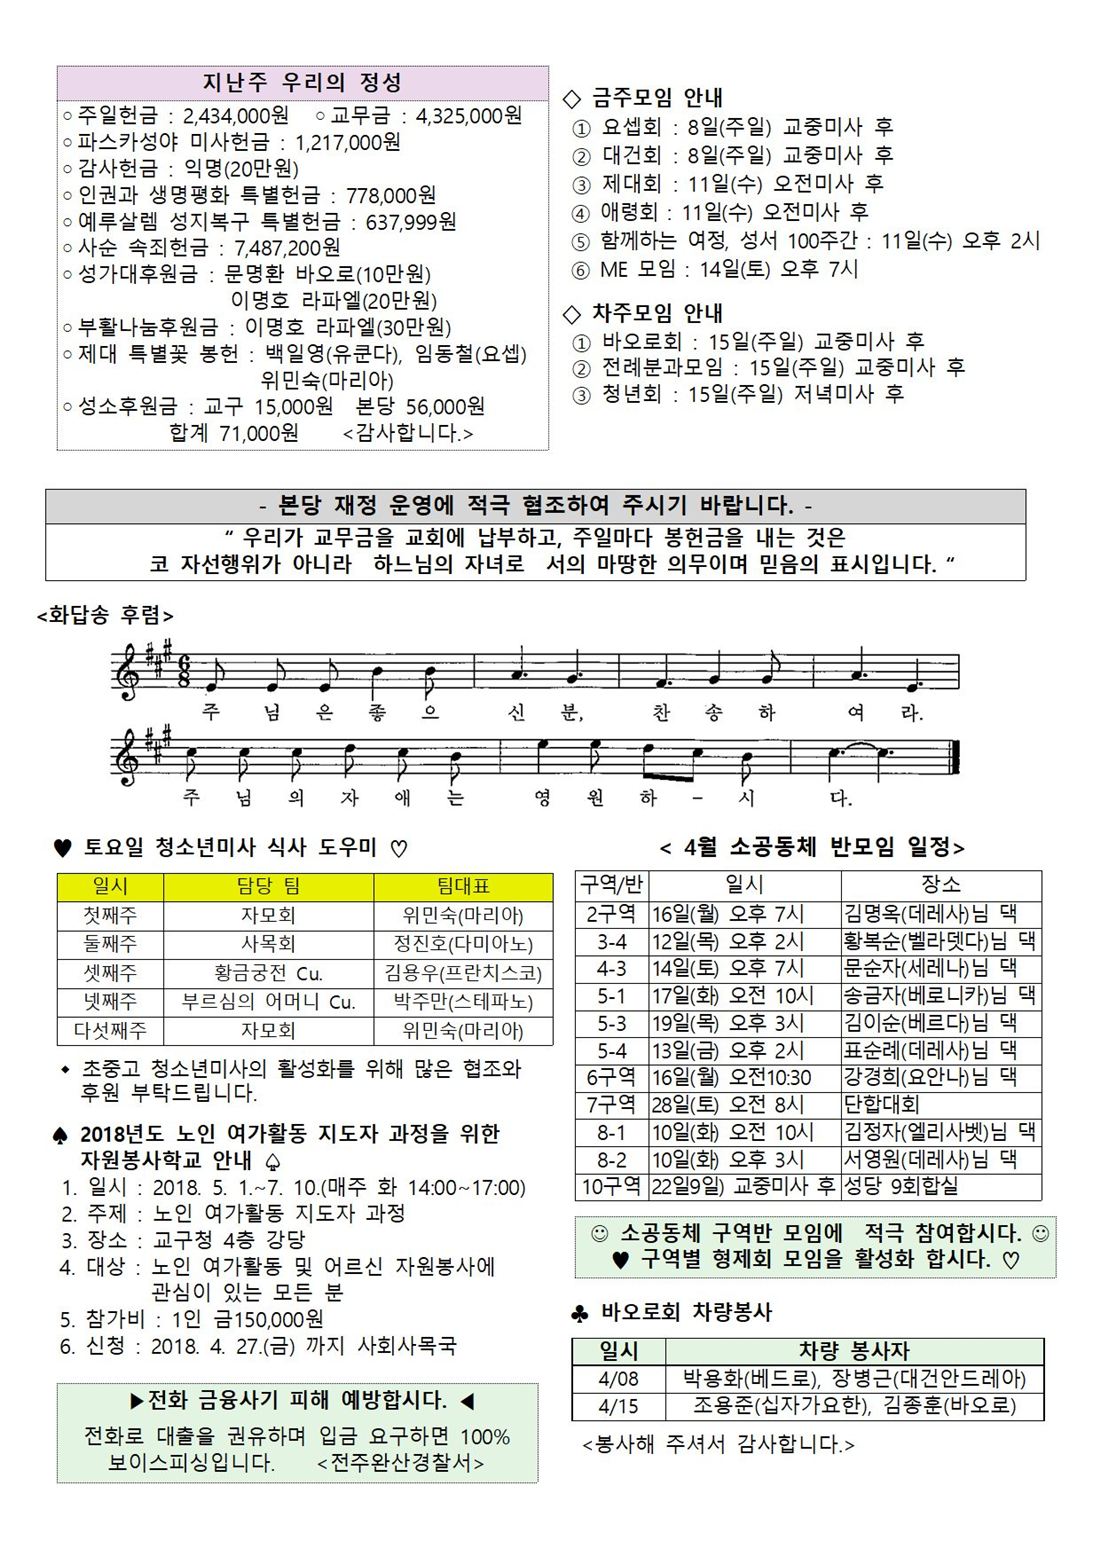 지난주 우리의 정성
○ 주일헌금 : 2,434,000원 ○ 교무금 : 4,325,000원
○ 파스카성야 미사헌금 : 1,217,000원
○ 감사헌금 : 익명(20만원)
○ 인권과 생명평화 특별헌금 : 778,000원
○ 예루살렘 성지복구 특별헌금 : 637,999원
○ 사순 속죄헌금 : 7,487,200원
○ 성가대후원금 : 문명환 바오로(10만원)
이명호 라파엘(20만원)
○ 부활나눔후원금 : 이명호 라파엘(30만원)
○ 제대 특별꽃 봉헌 : 백일영(유쿤다), 임동철(요셉)
위민숙(마리아)
○ 성소후원금 : 교구 15,000원 본당 56,000원
합계 71,000원 <감사합니다.>
◇ 금주모임 안내
① 요셉회 : 8일(주일) 교중미사 후
② 대건회 : 8일(주일) 교중미사 후
③ 제대회 : 11일(수) 오전미사 후
④ 애령회 : 11일(수) 오전미사 후
⑤ 함께하는 여정, 성서 100주간 : 11일(수) 오후 2시
⑥ ME 모임 : 14일(토) 오후 7시
◇ 차주모임 안내
① 바오로회 : 15일(주일) 교중미사 후
② 전례분과모임 : 15일(주일) 교중미사 후
③ 청년회 : 15일(주일) 저녁미사 후
- 본당 재정 운영에 적극 협조하여 주시기 바랍니다. -
“ 우리가 교무금을 교회에 납부하고, 주일마다 봉헌금을 내는 것은
코 자선행위가 아니라 하느님의 자녀로 서의 마땅한 의무이며 믿음의 표시입니다. “
<화답송 후렴>
6
8
주 님 은 좋 으 신 분, 찬 송 하 여 라.
주 님 의 자 애 는 영 원 하 - 시 다.
♥ 토요일 청소년미사 식사 도우미 ♡
일시 담당 팀 팀대표
첫째주 자모회 위민숙(마리아)
둘째주 사목회 정진호(다미아노)
셋째주 황금궁전 Cu. 김용우(프란치스코)
넷째주 부르심의 어머니 Cu. 박주만(스테파노)
다섯째주 자모회 위민숙(마리아)
◆ 초중고 청소년미사의 활성화를 위해 많은 협조와
후원 부탁드립니다.
♠ 2018년도 노인 여가활동 지도자 과정을 위한
자원봉사학교 안내 ♤
1. 일시 : 2018. 5. 1.~7. 10.(매주 화 14:00~17:00)
2. 주제 : 노인 여가활동 지도자 과정
3. 장소 : 교구청 4층 강당
4. 대상 : 노인 여가활동 및 어르신 자원봉사에
관심이 있는 모든 분
5. 참가비 : 1인 금150,000원
6. 신청 : 2018. 4. 27.(금) 까지 사회사목국
▶전화 금융사기 피해 예방합시다. ◀
전화로 대출을 권유하며 입금 요구하면 100%
보이스피싱입니다. <전주완산경찰서>
< 4월 소공동체 반모임 일정>
구역/반 일시 장소
2구역 16일(월) 오후 7시 김명옥(데레사)님 댁
3-4 12일(목) 오후 2시 황복순(벨라뎃다)님 댁
4-3 14일(토) 오후 7시 문순자(세레나)님 댁
5-1 17일(화) 오전 10시 송금자(베로니카)님 댁
5-3 19일(목) 오후 3시 김이순(베르다)님 댁
5-4 13일(금) 오후 2시 표순례(데레사)님 댁
6구역 16일(월) 오전10:30 강경희(요안나)님 댁
7구역 28일(토) 오전 8시 단합대회
8-1 10일(화) 오전 10시 김정자(엘리사벳)님 댁
8-2 10일(화) 오후 3시 서영원(데레사)님 댁
10구역 22일9일) 교중미사 후 성당 9회합실
☺ 소공동체 구역반 모임에 적극 참여합시다. ☺
♥ 구역별 형제회 모임을 활성화 합시다. ♡
♣ 바오로회 차량봉사
일시 차량 봉사자
4/08 박용화(베드로), 장병근(대건안드레아)
4/15 조용준(십자가요한), 김종훈(바오로)
<봉사해 주셔서 감사합니다.>